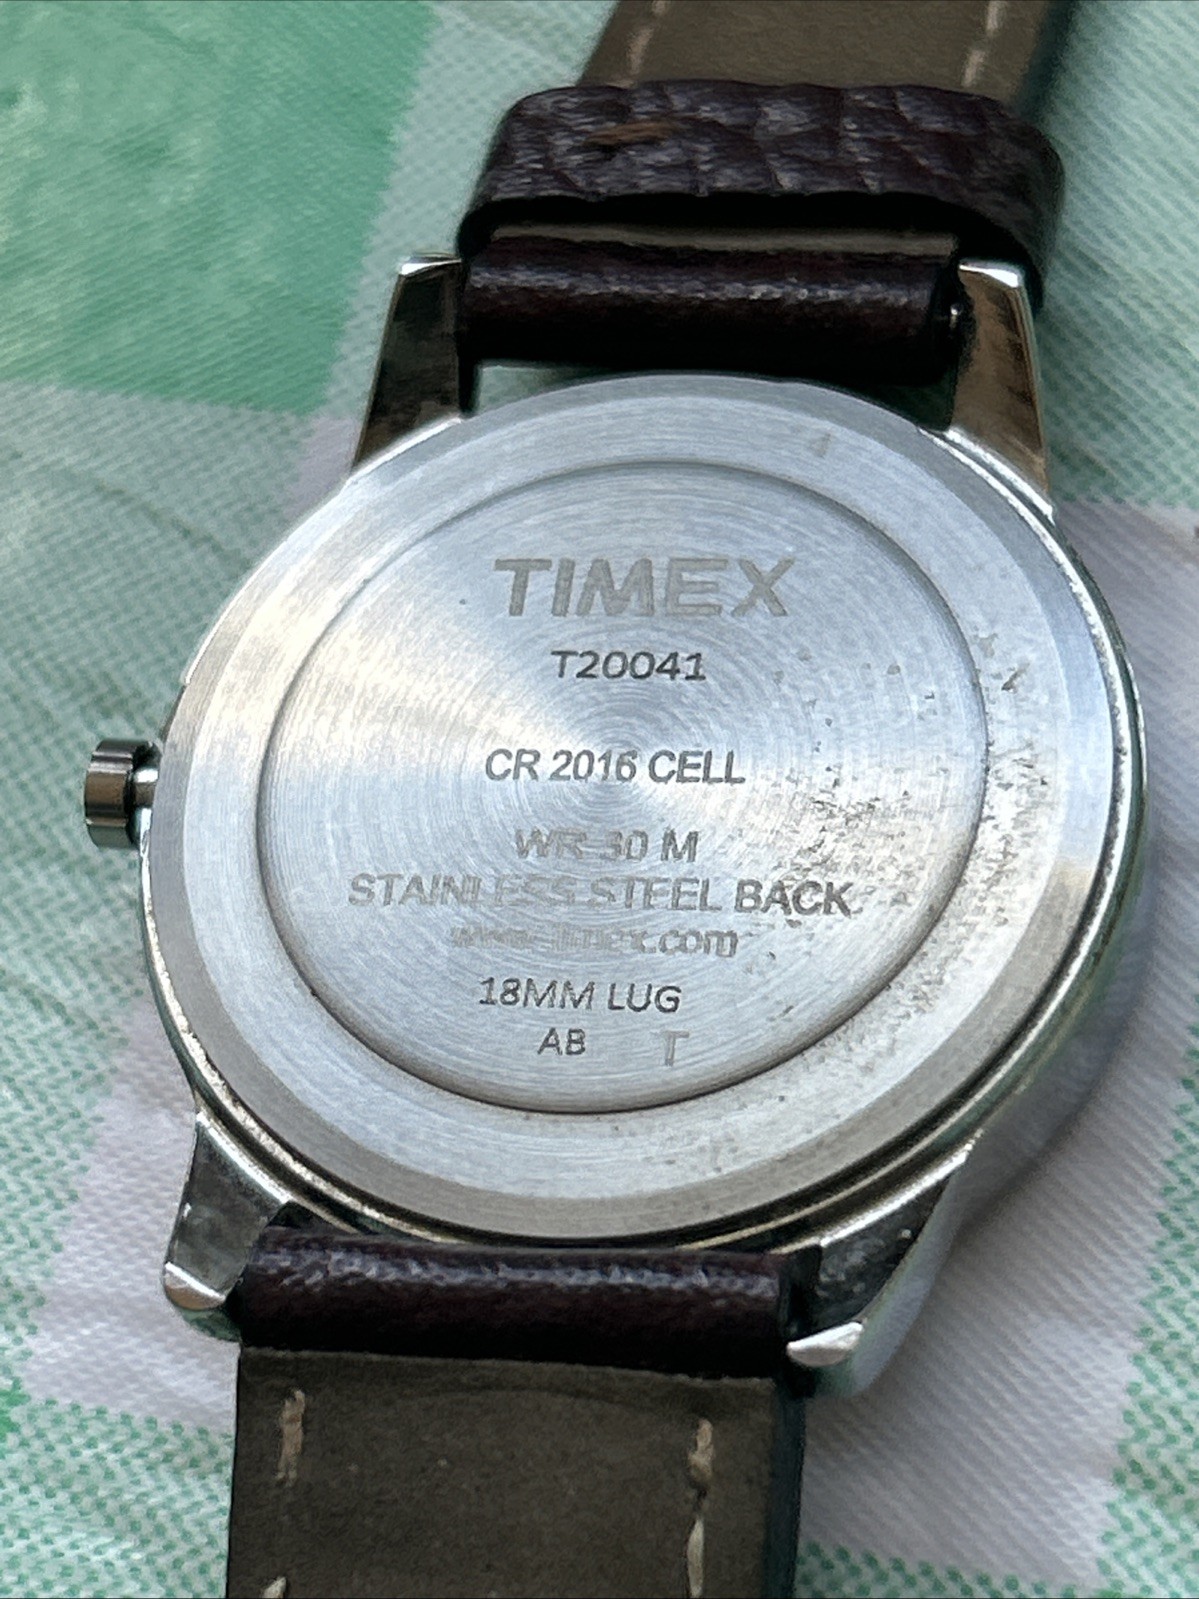 TIMEX
T20041
CR 2016 CELL
WR 30 M
STAINLESS STEEL BACK
www.timex.com
18MM LUG
AB T